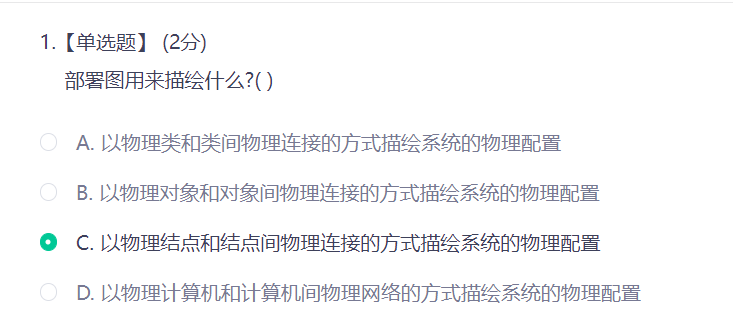 1.【单选题】 (2分)
部署图用来描绘什么?( )
A. 以物理类和类间物理连接的方式描绘系统的物理配置
B. 以物理对象和对象间物理连接的方式描绘系统的物理配置
C. 以物理结点和结点间物理连接的方式描绘系统的物理配置
D. 以物理计算机和计算机间物理网络的方式描绘系统的物理配置